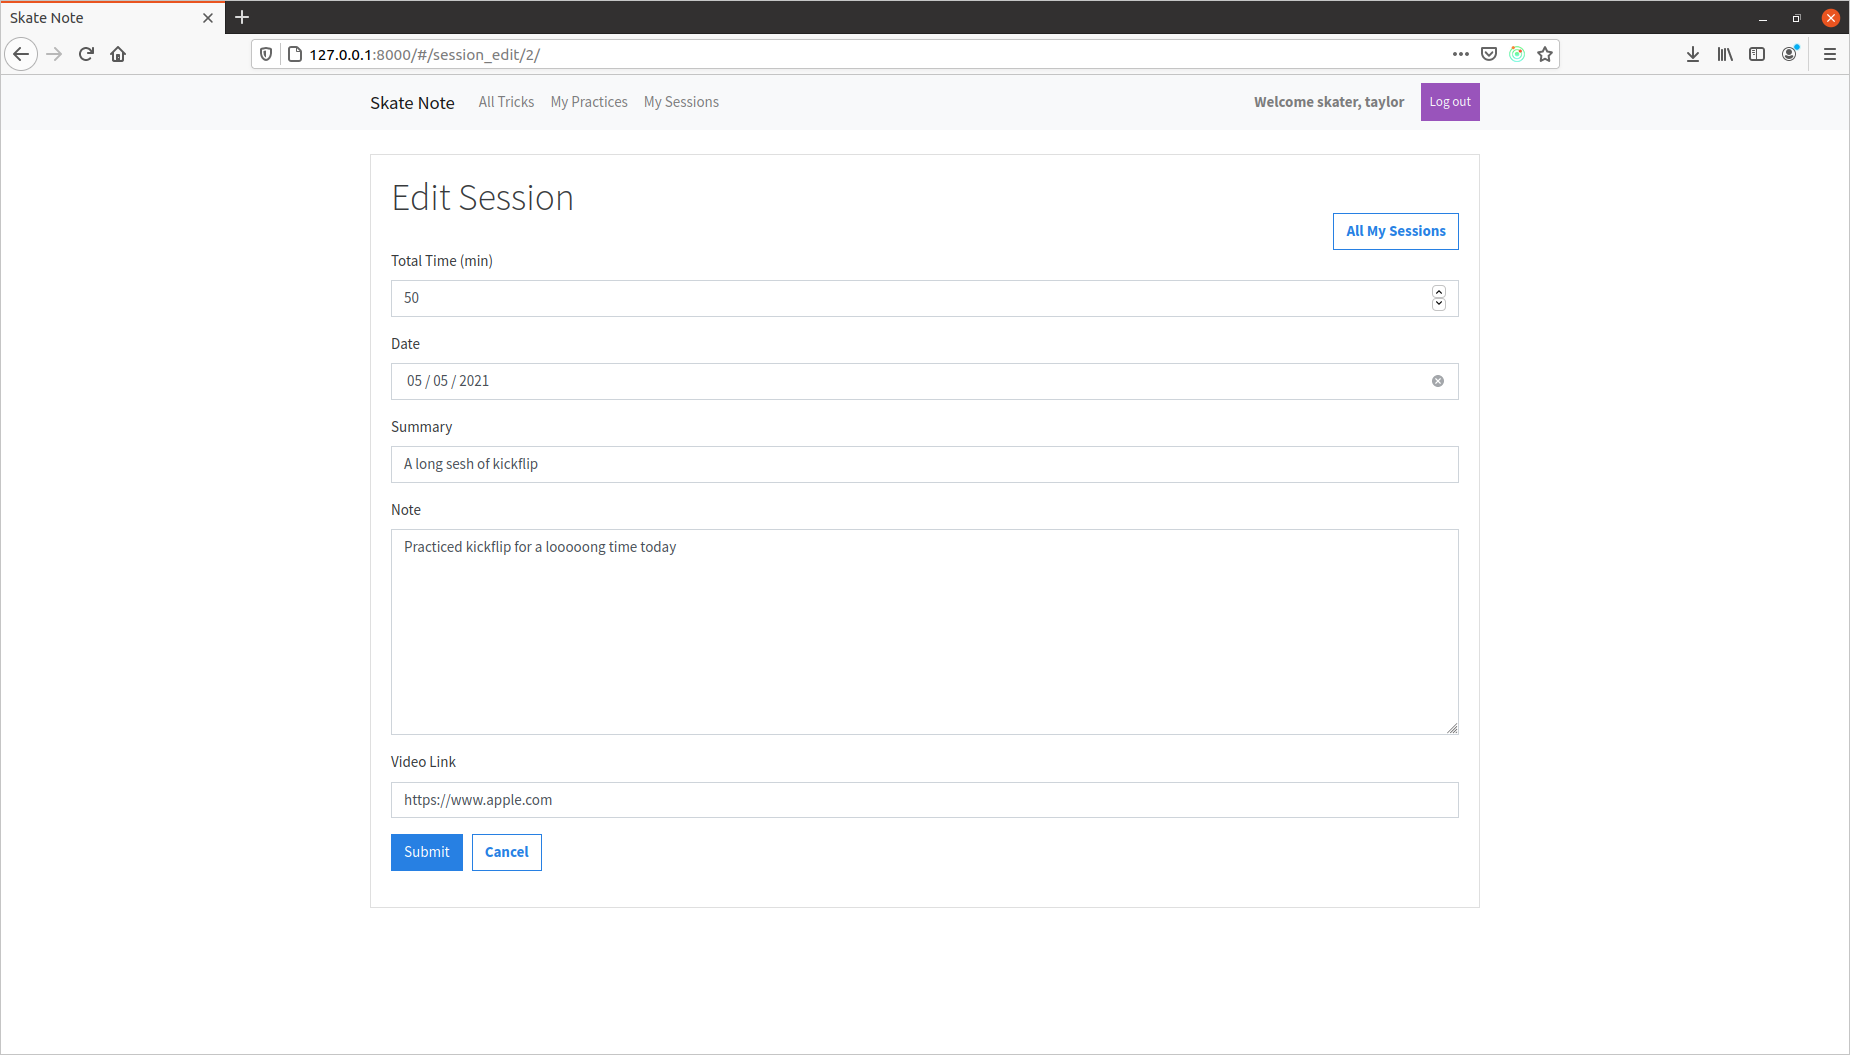 Skate Note
127.0.0.1:8000/#/session_edit/2/
Skate Note All Tricks My Practices My Sessions Welcome skater, taylor Log out
Edit Session
All My Sessions
Total Time (min)
50
Date
05 / 05 / 2021
Summary
A long sesh of kickflip
Note
Practiced kickflip for a looooong time today
Video Link
https://www.apple.com
Submit Cancel